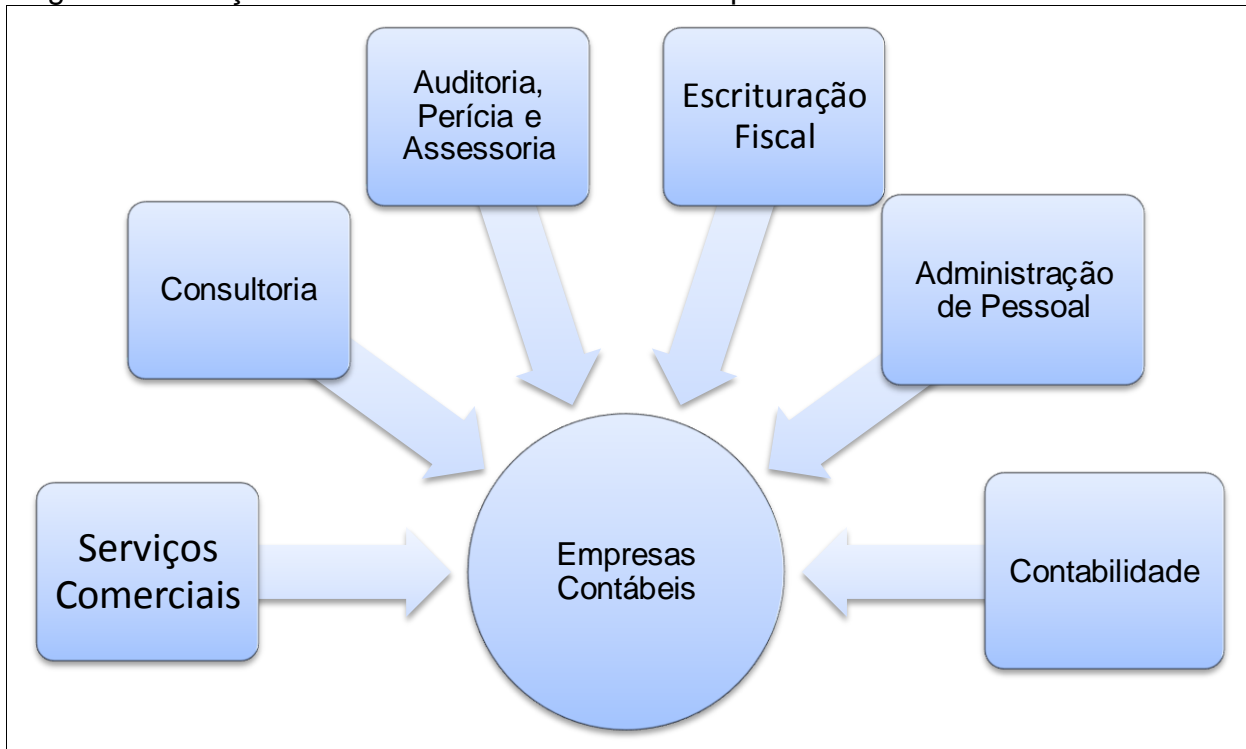 Auditoria,
Perícia e
Assessoria
Escrituração
Fiscal
Consultoria
Administração
de Pessoal
Serviços
Comerciais
Empresas
Contábeis
Contabilidade